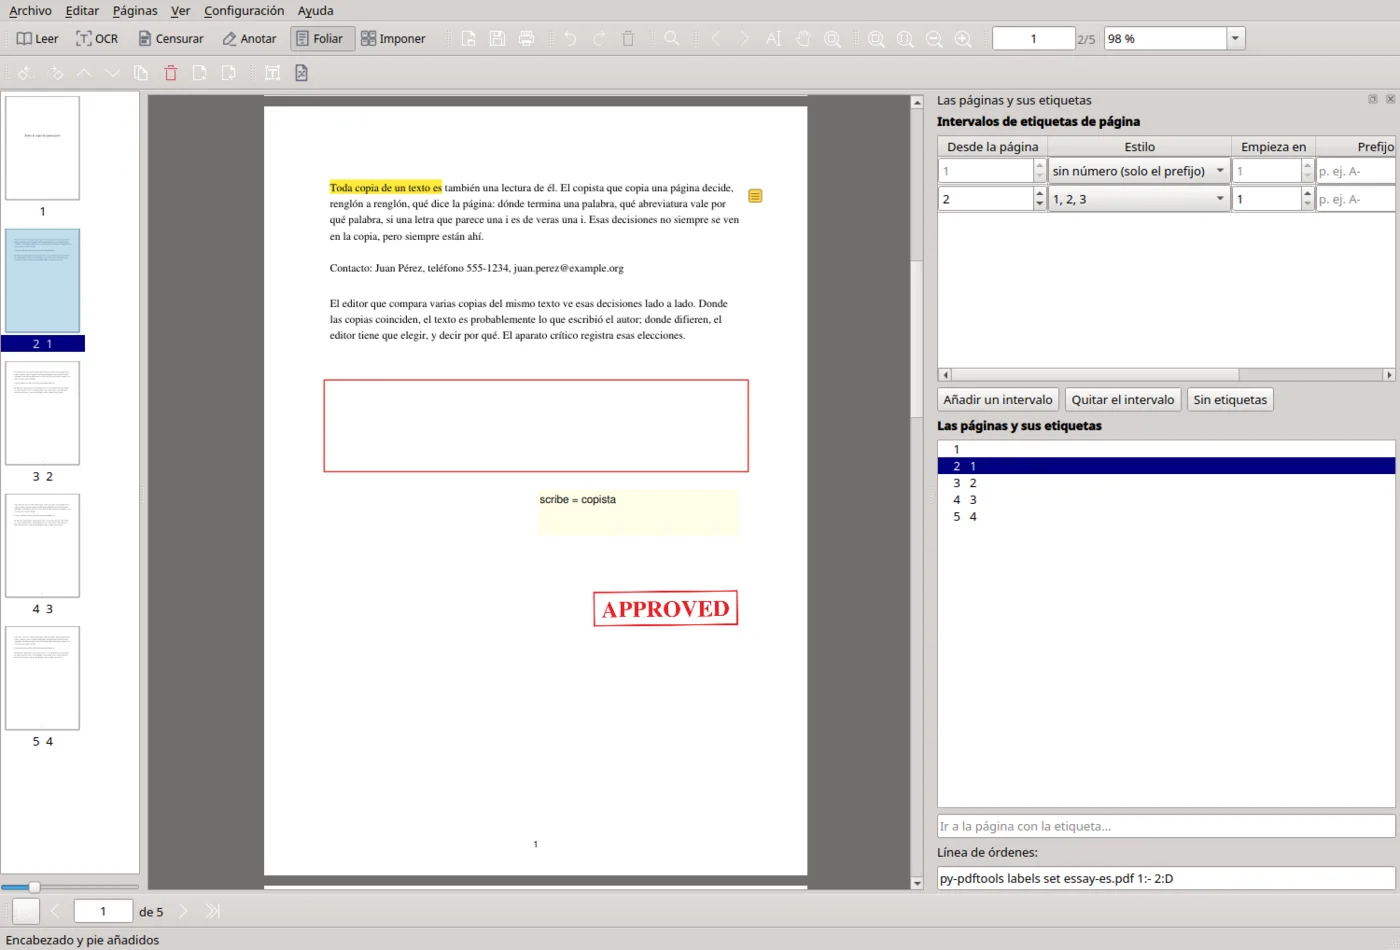 Archivo Editar Páginas Ver Configuración Ayuda
Leer OCR Censurar Anotar Foliar Imponer 1 2/5 98 %
1
2 1
3 2
4 3
5 4
Toda copia de un texto es también una lectura de él. El copista que copia una página decide,
renglón a renglón, qué dice la página: dónde termina una palabra, qué abreviatura vale por
qué palabra, si una letra que parece una i es de veras una i. Esas decisiones no siempre se ven
en la copia, pero siempre están ahí.
Contacto: Juan Pérez, teléfono 555-1234, juan.perez@example.org
El editor que compara varias copias del mismo texto ve esas decisiones lado a lado. Donde
las copias coinciden, el texto es probablemente lo que escribió el autor; donde difieren, el
editor tiene que elegir, y decir por qué. El aparato crítico registra esas elecciones.
scribe = copista
APPROVED
1
Las páginas y sus etiquetas
Intervalos de etiquetas de página
Desde la página Estilo Empieza en Prefijo
1 sin número (solo el prefijo) 1 p. ej. A-
2 1, 2, 3 1 p. ej. A-
Añadir un intervalo Quitar el intervalo Sin etiquetas
Las páginas y sus etiquetas
1
2 1
3 2
4 3
5 4
Ir a la página con la etiqueta...
Línea de órdenes:
py-pdftools labels set essay-es.pdf 1:- 2:D
1 de 5
Encabezado y pie añadidos